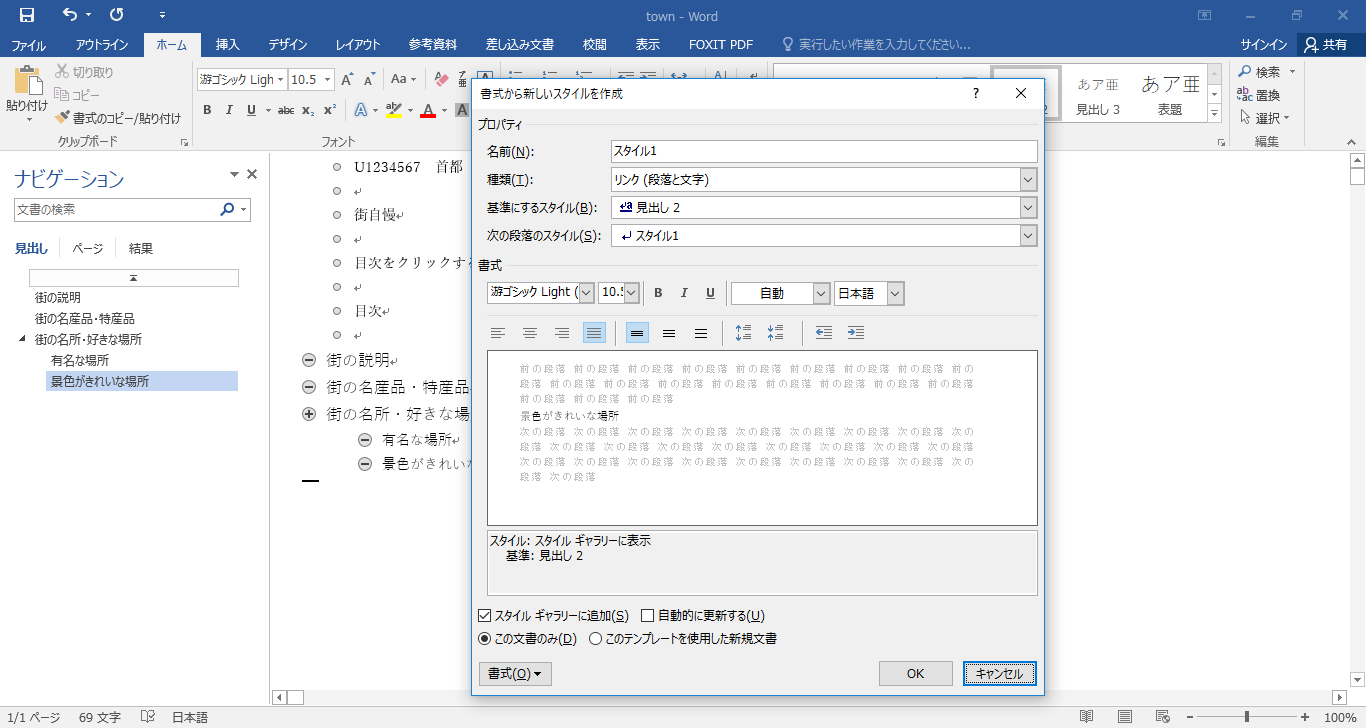 town - Word
ファイル アウトライン ホーム 挿入 デザイン レイアウト 参考資料 差し込み文書 校閲 表示 FOXIT PDF 実行したい作業を入力してください... サインイン 共有
貼り付け
切り取り
コピー
書式のコピー/貼り付け
クリップボード
游ゴシック Ligh 10.5 A A Aa
B I U abc x₂ x² A ab A A
フォント
あア亜 あア亜
2 見出し 3 表題
検索
置換
選択
編集
ナビゲーション
文書の検索
見出し ページ 結果
街の説明
街の名産品・特産品
街の名所・好きな場所
有名な場所
景色がきれいな場所
U1234567 首都
街自慢
目次をクリックする
目次
街の説明
街の名産品・特産品
街の名所・好きな場
有名な場所
景色がきれいな
書式から新しいスタイルを作成 ?
プロパティ
名前(N): スタイル1
種類(T): リンク (段落と文字)
基準にするスタイル(B): 見出し 2
次の段落のスタイル(S): スタイル1
書式
游ゴシック Light ( 10.5 B I U 自動 日本語
前の段落 前の段落 前の段落 前の段落 前の段落 前の段落 前の段落 前の段落 前の
段落 前の段落 前の段落 前の段落 前の段落 前の段落 前の段落 前の段落 前の段落
前の段落 前の段落 前の段落
景色がきれいな場所
次の段落 次の段落 次の段落 次の段落 次の段落 次の段落 次の段落 次の段落 次の
段落 次の段落 次の段落 次の段落 次の段落 次の段落 次の段落 次の段落 次の段落
次の段落 次の段落 次の段落 次の段落 次の段落 次の段落 次の段落 次の段落 次の
段落 次の段落
スタイル: スタイル ギャラリーに表示
基準: 見出し 2
スタイル ギャラリーに追加(S) 自動的に更新する(U)
この文書のみ(D) このテンプレートを使用した新規文書
書式(O) OK キャンセル
1/1 ページ 69 文字 日本語 100%